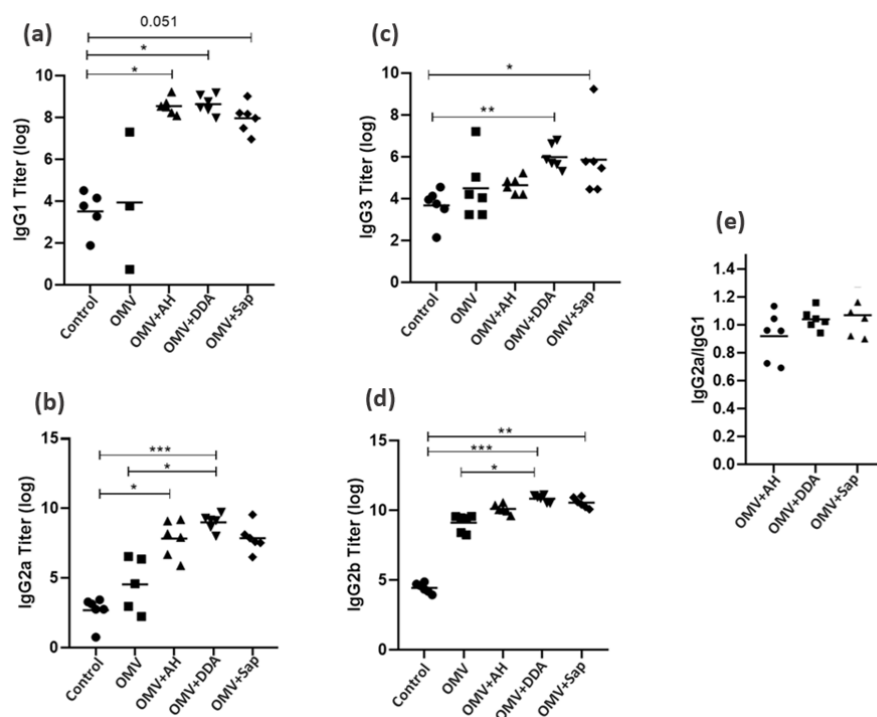 (a)
0.051
*
*
10
8
6
4
2
0
IgG1 Titer (log)
Control
OMV
OMV+AH
OMV+DDA
OMV+Sap
(c)
*
**
10
8
6
4
2
0
IgG3 Titer (log)
Control
OMV
OMV+AH
OMV+DDA
OMV+Sap
(b)
***
*
*
15
10
5
0
IgG2a Titer (log)
Control
OMV
OMV+AH
OMV+DDA
OMV+Sap
(d)
**
***
*
15
10
5
0
IgG2b Titer (log)
Control
OMV
OMV+AH
OMV+DDA
OMV+Sap
(e)
1.4
1.2
1.0
0.8
0.6
0.4
0.2
0.0
IgG2a/IgG1
OMV+AH
OMV+DDA
OMV+Sap